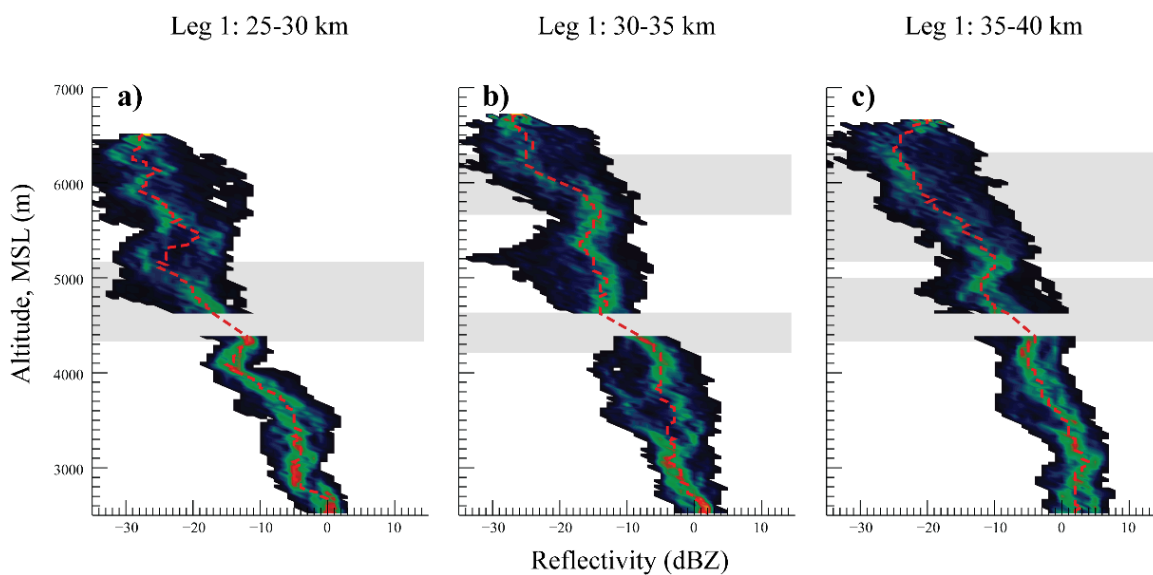 Leg 1: 25-30 km Leg 1: 30-35 km Leg 1: 35-40 km
a) b) c)
7000
6000
5000
4000
3000
Altitude, MSL (m)
−30 −20 −10 0 10 −30 −20 −10 0 10 −30 −20 −10 0 10
Reflectivity (dBZ)